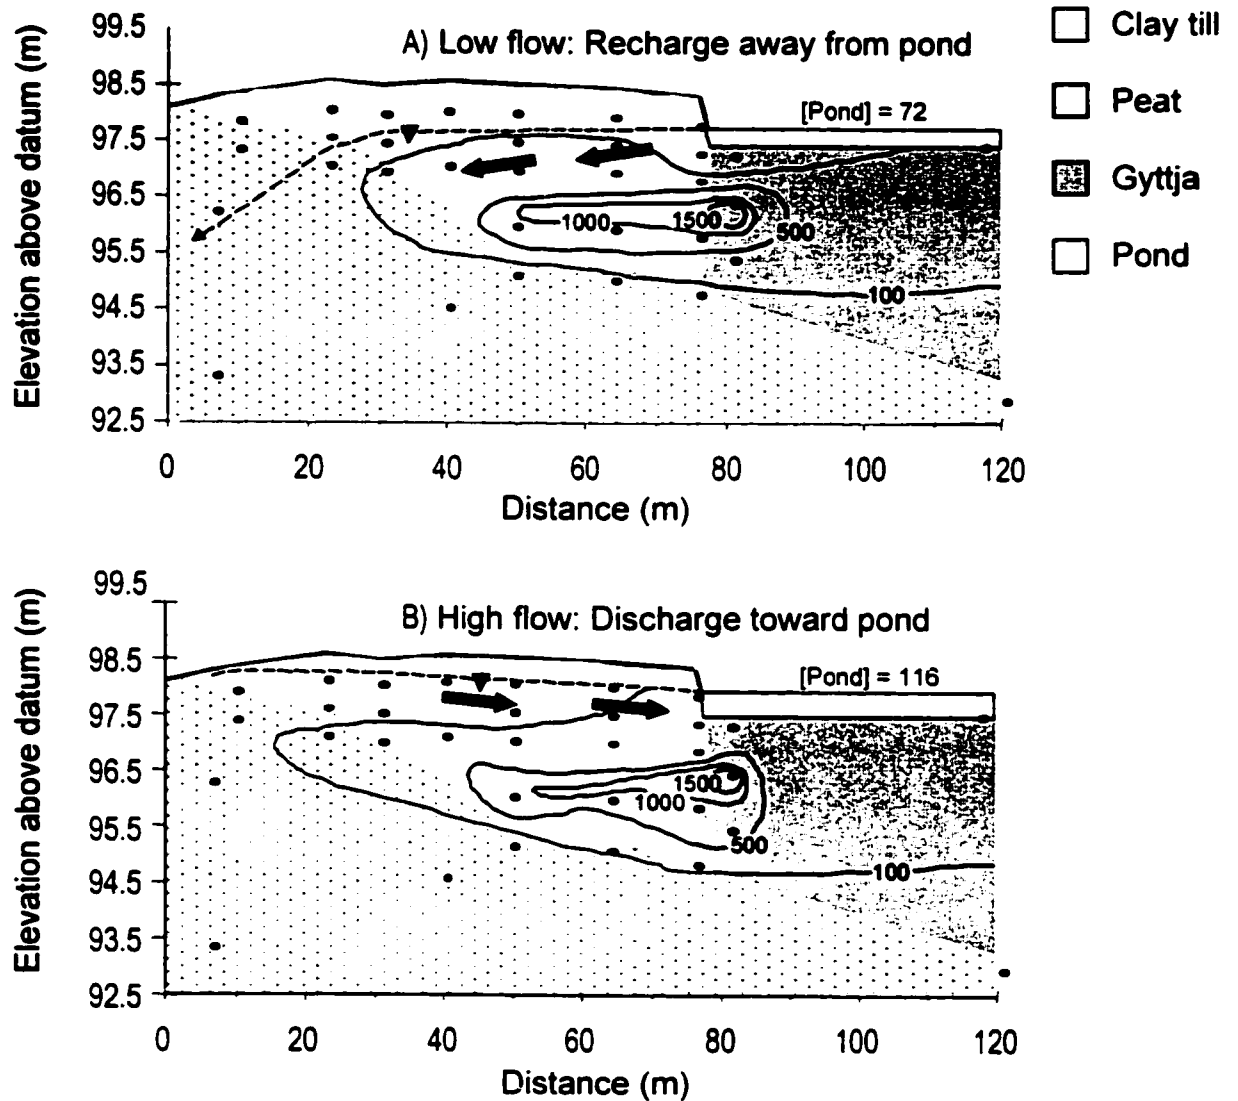 A) Low flow: Recharge away from pond
Elevation above datum (m)
99.5
98.5
97.5
96.5
95.5
94.5
93.5
92.5
[Pond] = 72
1000
1500
500
100
0 20 40 60 80 100 120
Distance (m)
Clay till
Peat
Gyttja
Pond
B) High flow: Discharge toward pond
Elevation above datum (m)
99.5
98.5
97.5
96.5
95.5
94.5
93.5
92.5
[Pond] = 116
1500
1000
500
100
0 20 40 60 80 100 120
Distance (m)